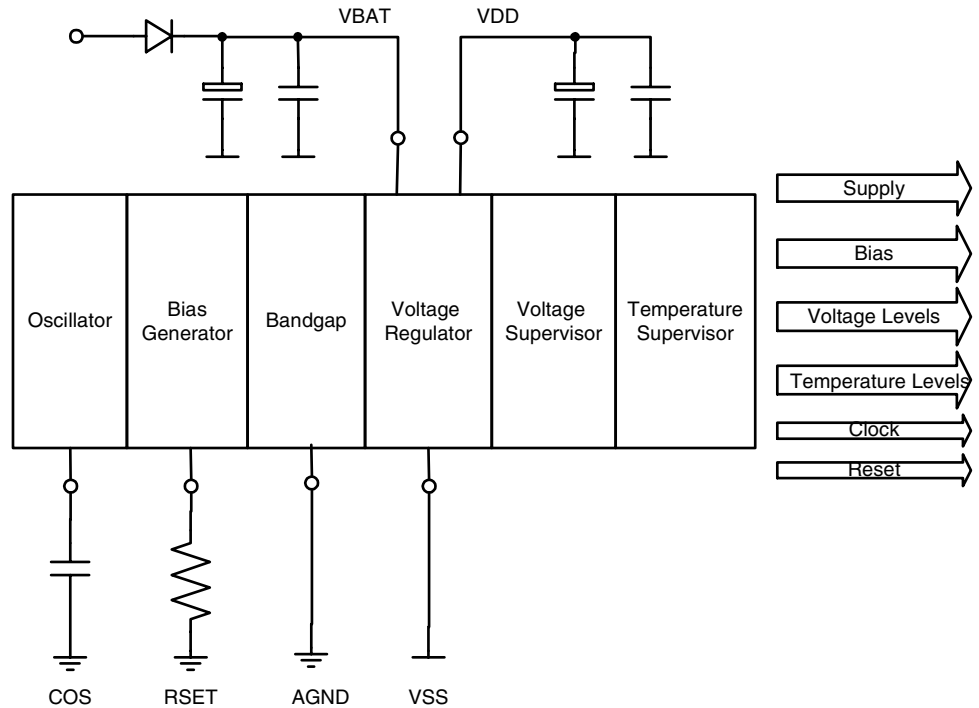 VBAT
VDD
Oscillator
Bias
Generator
Bandgap
Voltage
Regulator
Voltage
Supervisor
Temperature
Supervisor
Supply
Bias
Voltage Levels
Temperature Levels
Clock
Reset
COS
RSET
AGND
VSS